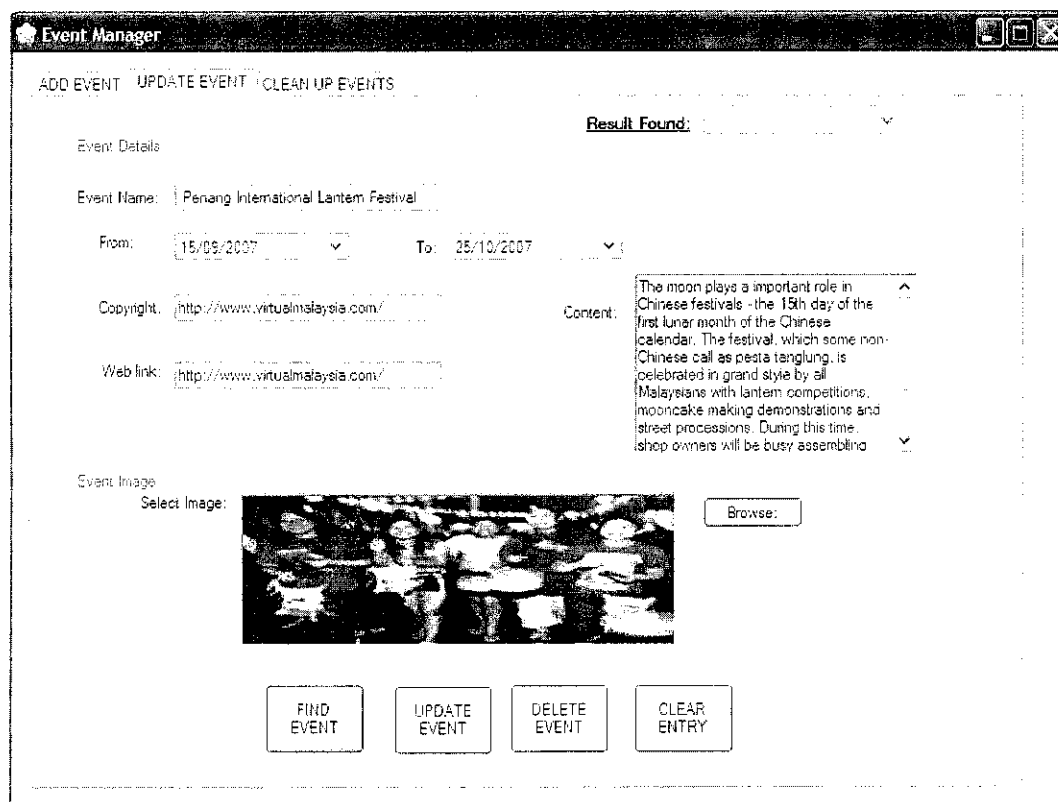 Event Manager
ADD EVENT UPDATE EVENT CLEAN UP EVENTS
Result Found:
Event Details
Event Name: Penang International Lantern Festival
From: 15/09/2007 To: 25/10/2007
Copyright: http://www.virtualmalaysia.com/
Content:
The moon plays a important role in
Chinese festivals - the 15th day of the
first lunar month of the Chinese
calendar. The festival, which some non-
Chinese call as pesta tanglung, is
celebrated in grand style by all
Malaysians with lantern competitions,
mooncake making demonstrations and
street processions. During this time,
shop owners will be busy assembling
Web link: http://www.virtualmalaysia.com/
Event Image
Select Image:
Browse:
FIND
EVENT
UPDATE
EVENT
DELETE
EVENT
CLEAR
ENTRY